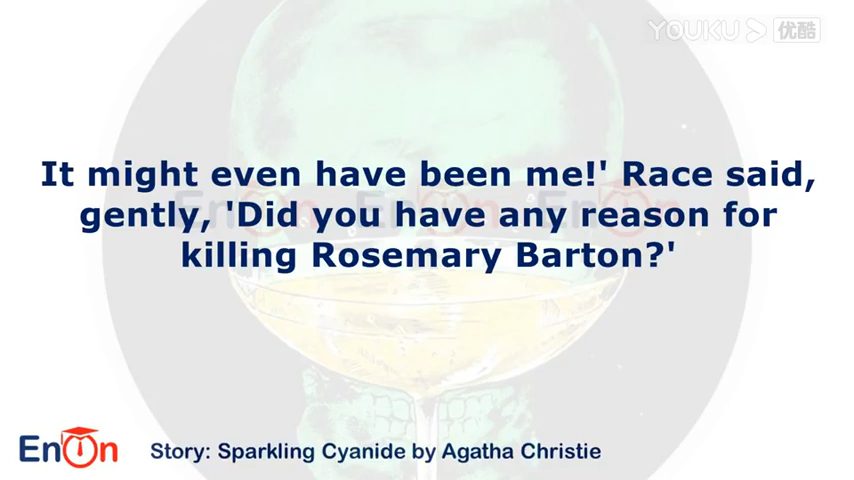 YOUKU 优酷
It might even have been me!' Race said,
gently, 'Did you have any reason for
killing Rosemary Barton?'
EnOn
Story: Sparkling Cyanide by Agatha Christie